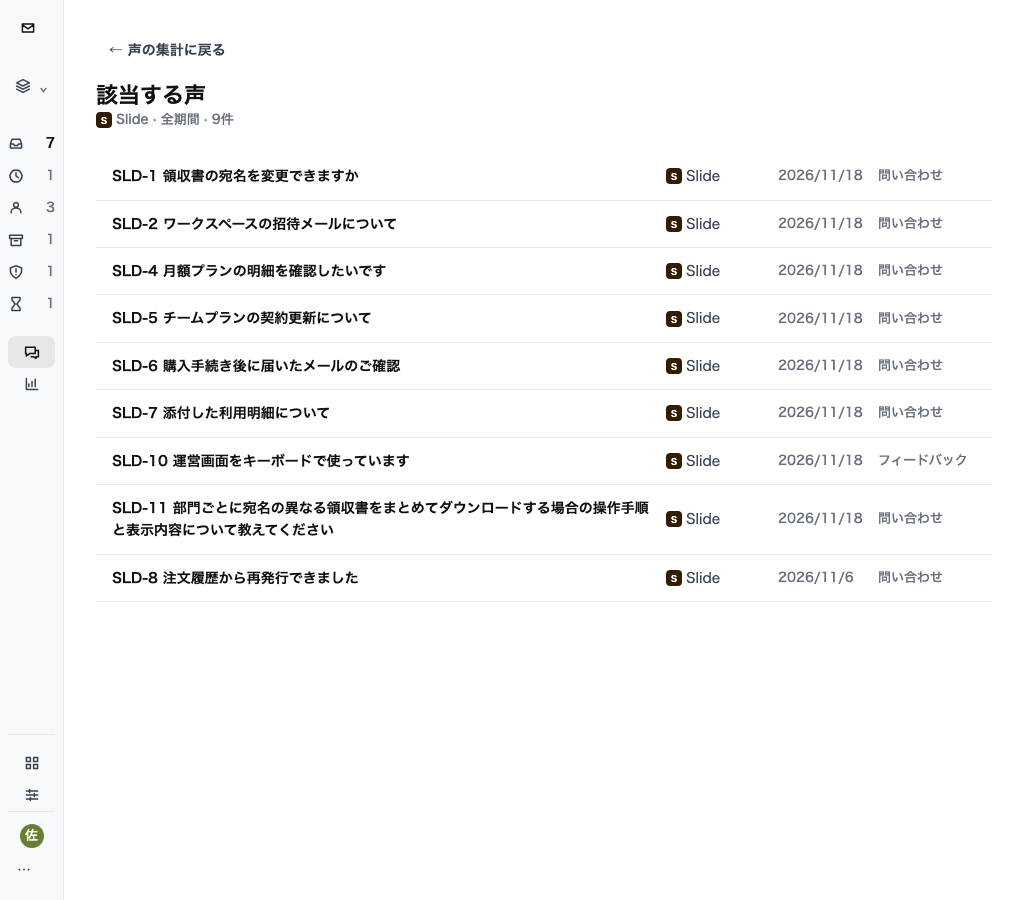 ← 声の集計に戻る
該当する声
s Slide · 全期間 · 9件
7
1
3
1
1
1
SLD-1 領収書の宛名を変更できますか s Slide 2026/11/18 問い合わせ
SLD-2 ワークスペースの招待メールについて s Slide 2026/11/18 問い合わせ
SLD-4 月額プランの明細を確認したいです s Slide 2026/11/18 問い合わせ
SLD-5 チームプランの契約更新について s Slide 2026/11/18 問い合わせ
SLD-6 購入手続き後に届いたメールのご確認 s Slide 2026/11/18 問い合わせ
SLD-7 添付した利用明細について s Slide 2026/11/18 問い合わせ
SLD-10 運営画面をキーボードで使っています s Slide 2026/11/18 フィードバック
SLD-11 部門ごとに宛名の異なる領収書をまとめてダウンロードする場合の操作手順
と表示内容について教えてください s Slide 2026/11/18 問い合わせ
SLD-8 注文履歴から再発行できました s Slide 2026/11/6 問い合わせ
佐
…